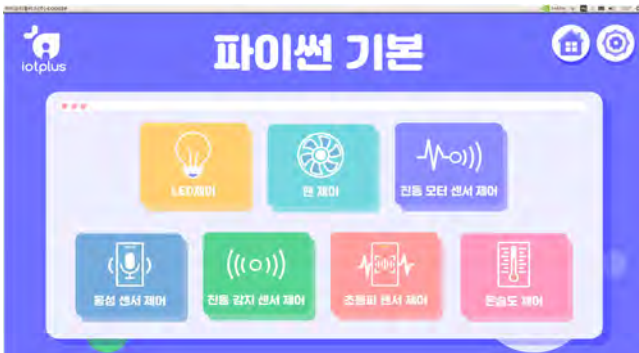 iotplus
파이썬 기본
LED제어
팬 제어
진동 모터 센서 제어
음성 센서 제어
진동 감지 센서 제어
초음파 센서 제어
온습도 제어